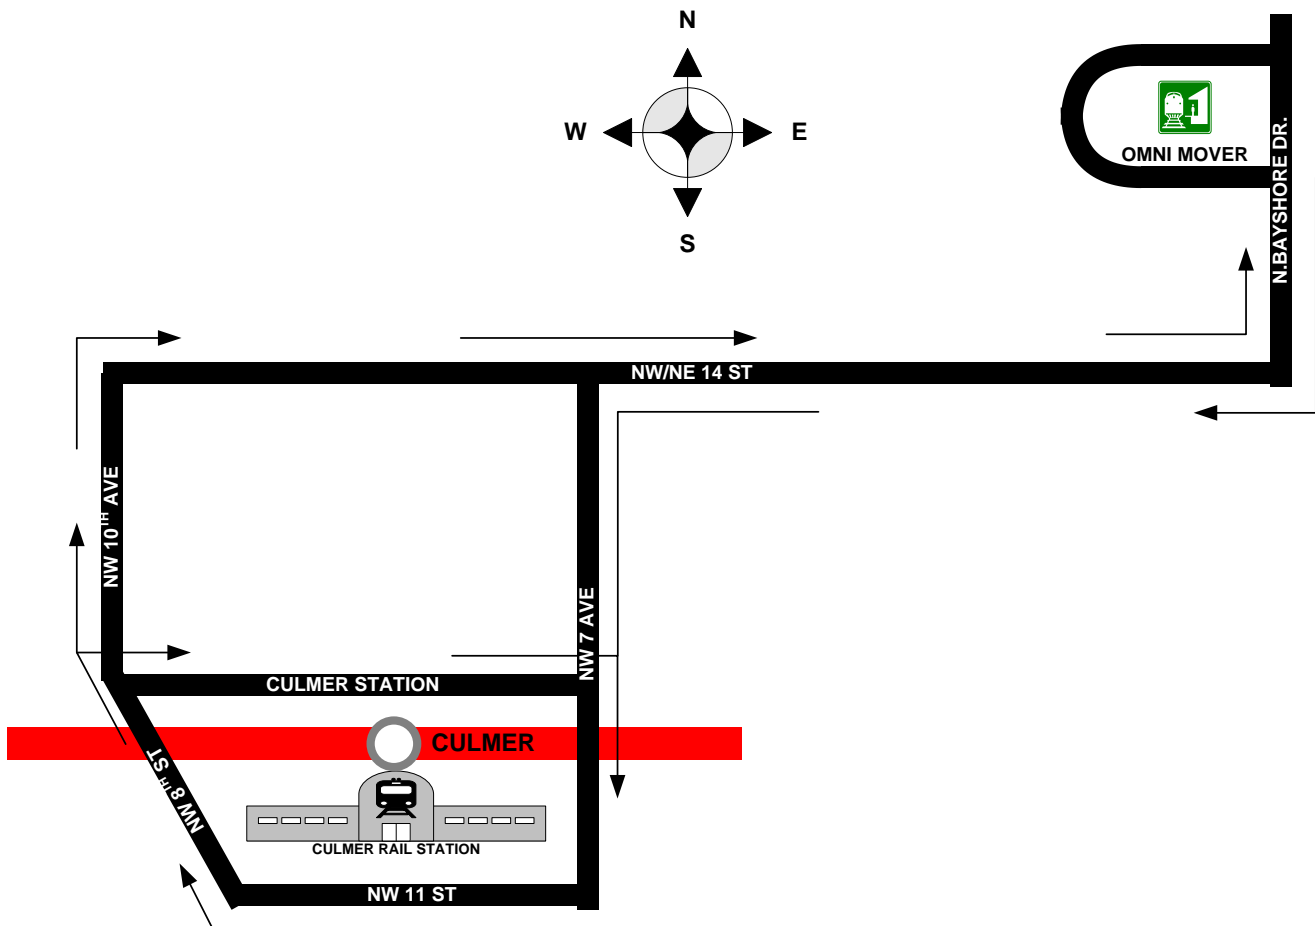 N
W
E
S
OMNI MOVER
N.BAYSHORE DR.
NW/NE 14 ST
NW 10TH AVE
NW 7 AVE
CULMER STATION
CULMER
NW 8TH ST
CULMER RAIL STATION
NW 11 ST